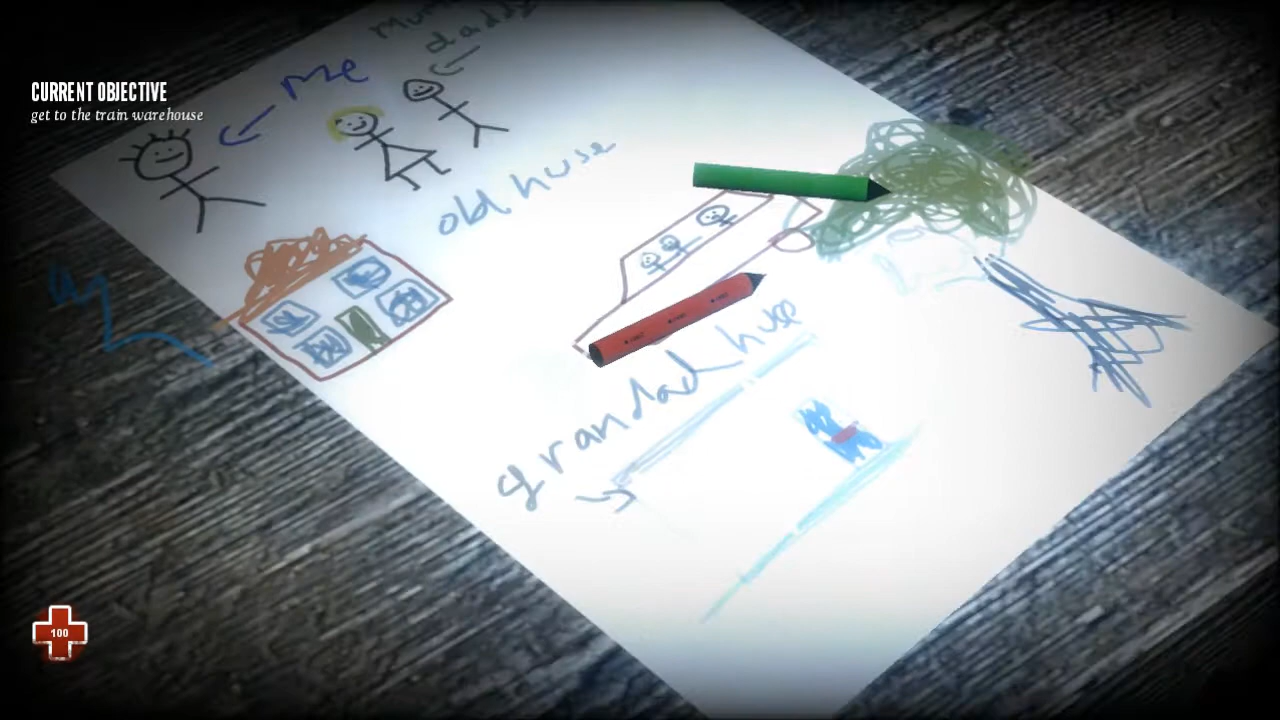 CURRENT OBJECTIVE
get to the train warehouse
me
daddy
old huse
grandad huse
100